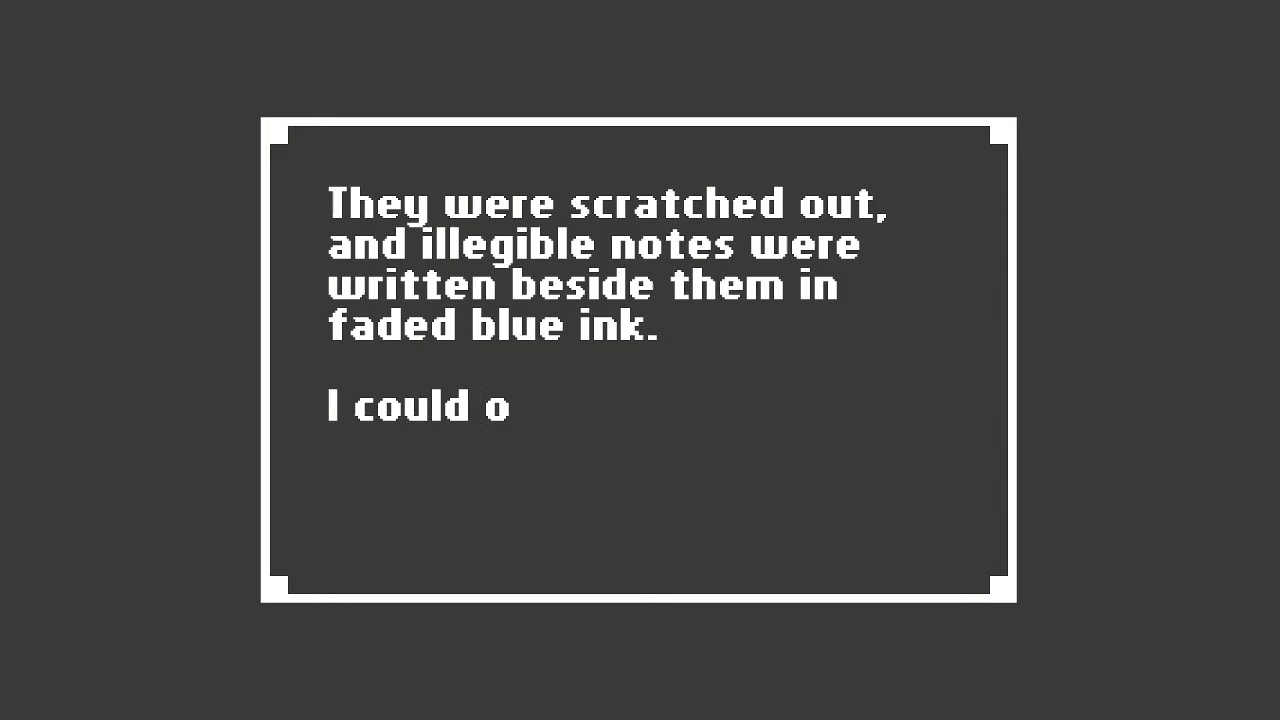 They were scratched out,
and illegible notes were
written beside them in
faded blue ink.
I could o